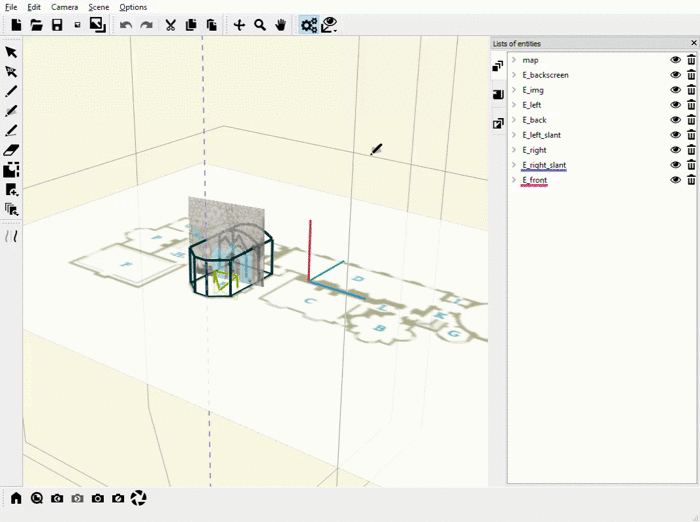 File Edit Camera Scene Options
Lists of entities
map
E_backscreen
E_img
E_left
E_back
E_left_slant
E_right
E_right_slant
E_front
F
D
C
L
B
G